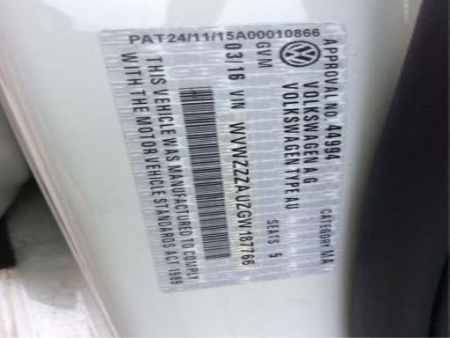 PAT24/11/15A00010866
APPROVAL NO. 44994
VOLKSWAGEN A G
VOLKSWAGEN TYPE AU
CATEGORY MA
GVM
SEATS 5
03/16 VIN WVWZZZAUZGW187766
THIS VEHICLE WAS MANUFACTURED TO COMPLY
WITH THE MOTOR VEHICLE STANDARDS ACT 1989